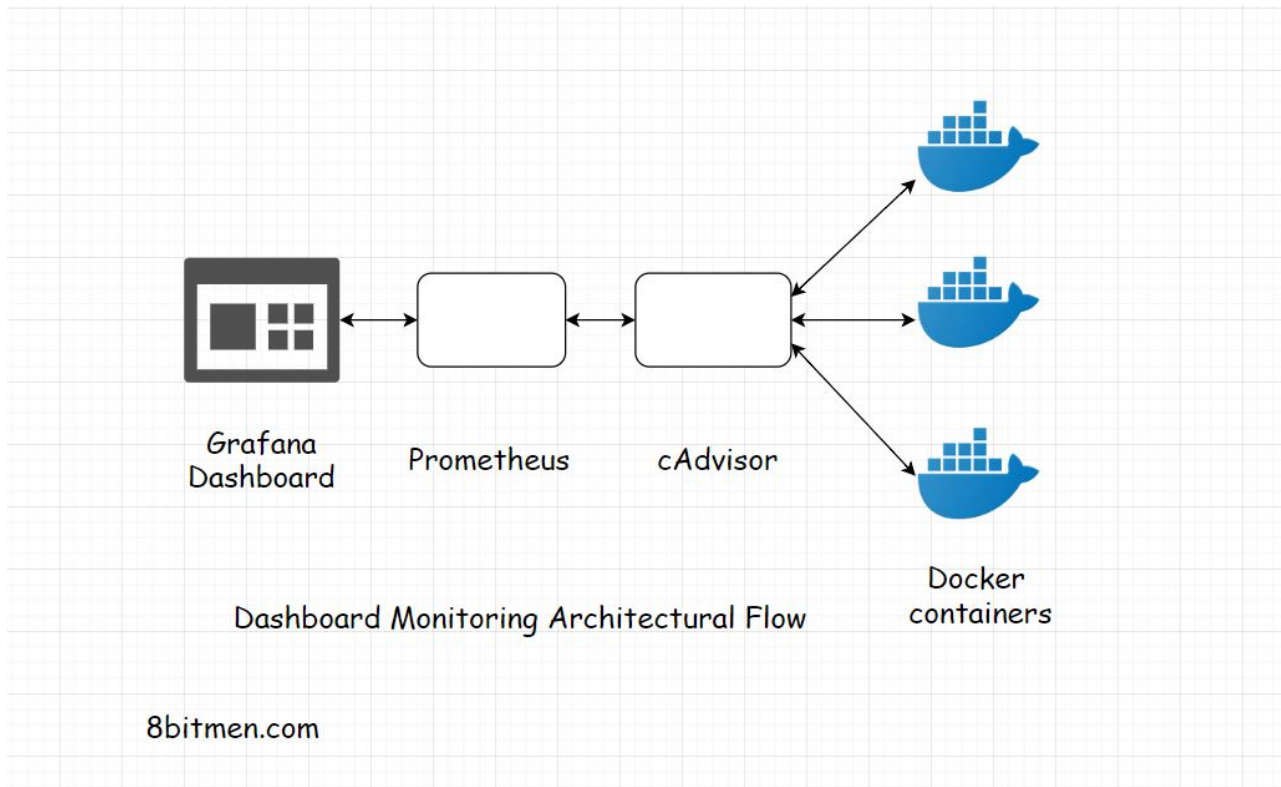 Grafana
Dashboard
Prometheus
cAdvisor
Docker
containers
Dashboard Monitoring Architectural Flow
8bitmen.com